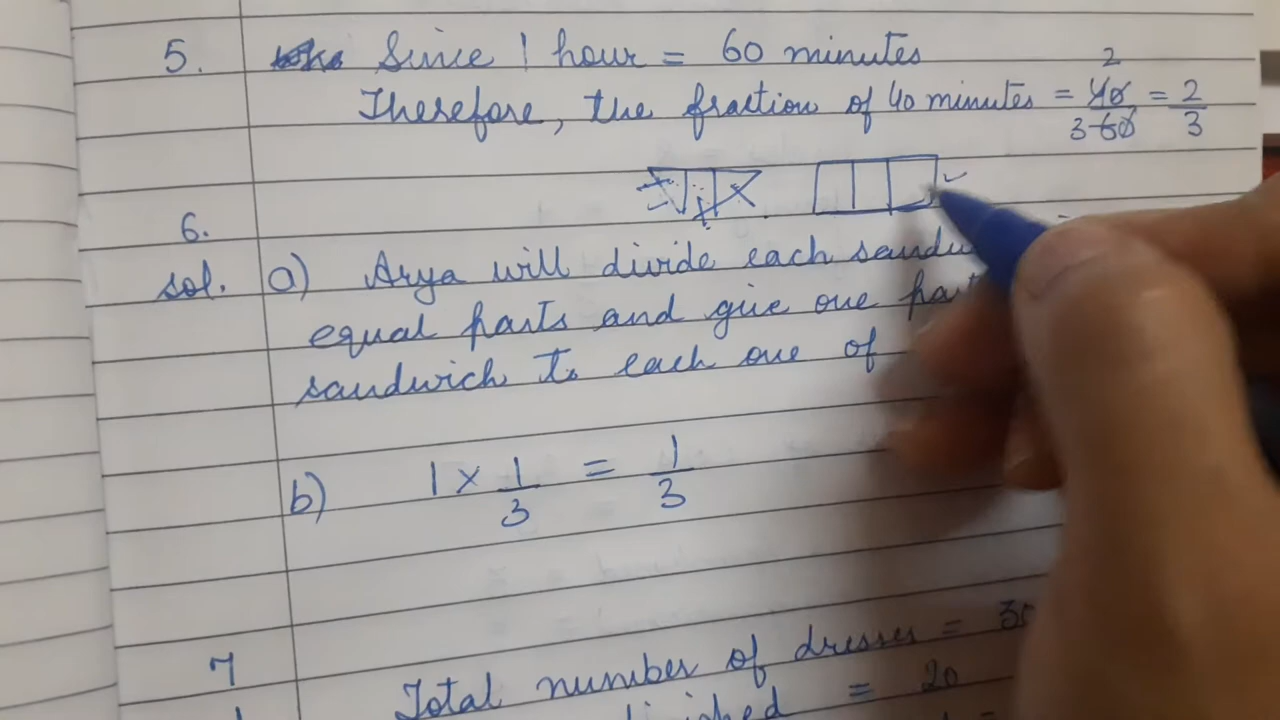 5. Since 1 hour = 60 minutes
2
Therefore, the fraction of 40 minutes = 40/60 = 2/3
3
6.
sol. a) Arya will divide each
equal parts and give one
sandwich to each one of
b) 1 × 1/3 = 1/3
7 Total number of dresses =
= 20